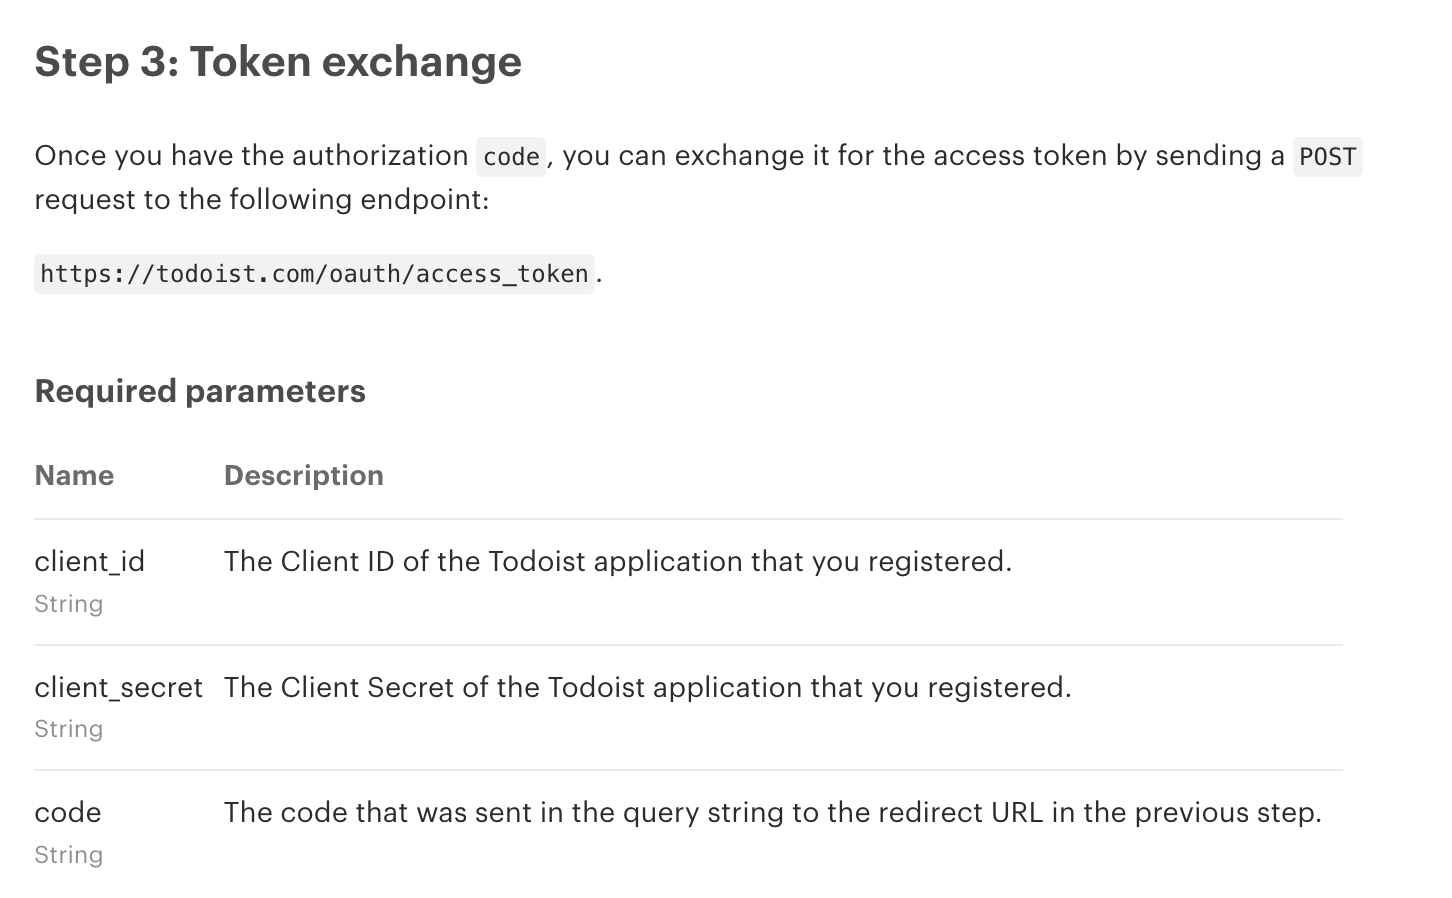 Step 3: Token exchange
Once you have the authorization code, you can exchange it for the access token by sending a POST
request to the following endpoint:
https://todoist.com/oauth/access_token.
Required parameters
Name Description
client_id The Client ID of the Todoist application that you registered.
String
client_secret The Client Secret of the Todoist application that you registered.
String
code The code that was sent in the query string to the redirect URL in the previous step.
String